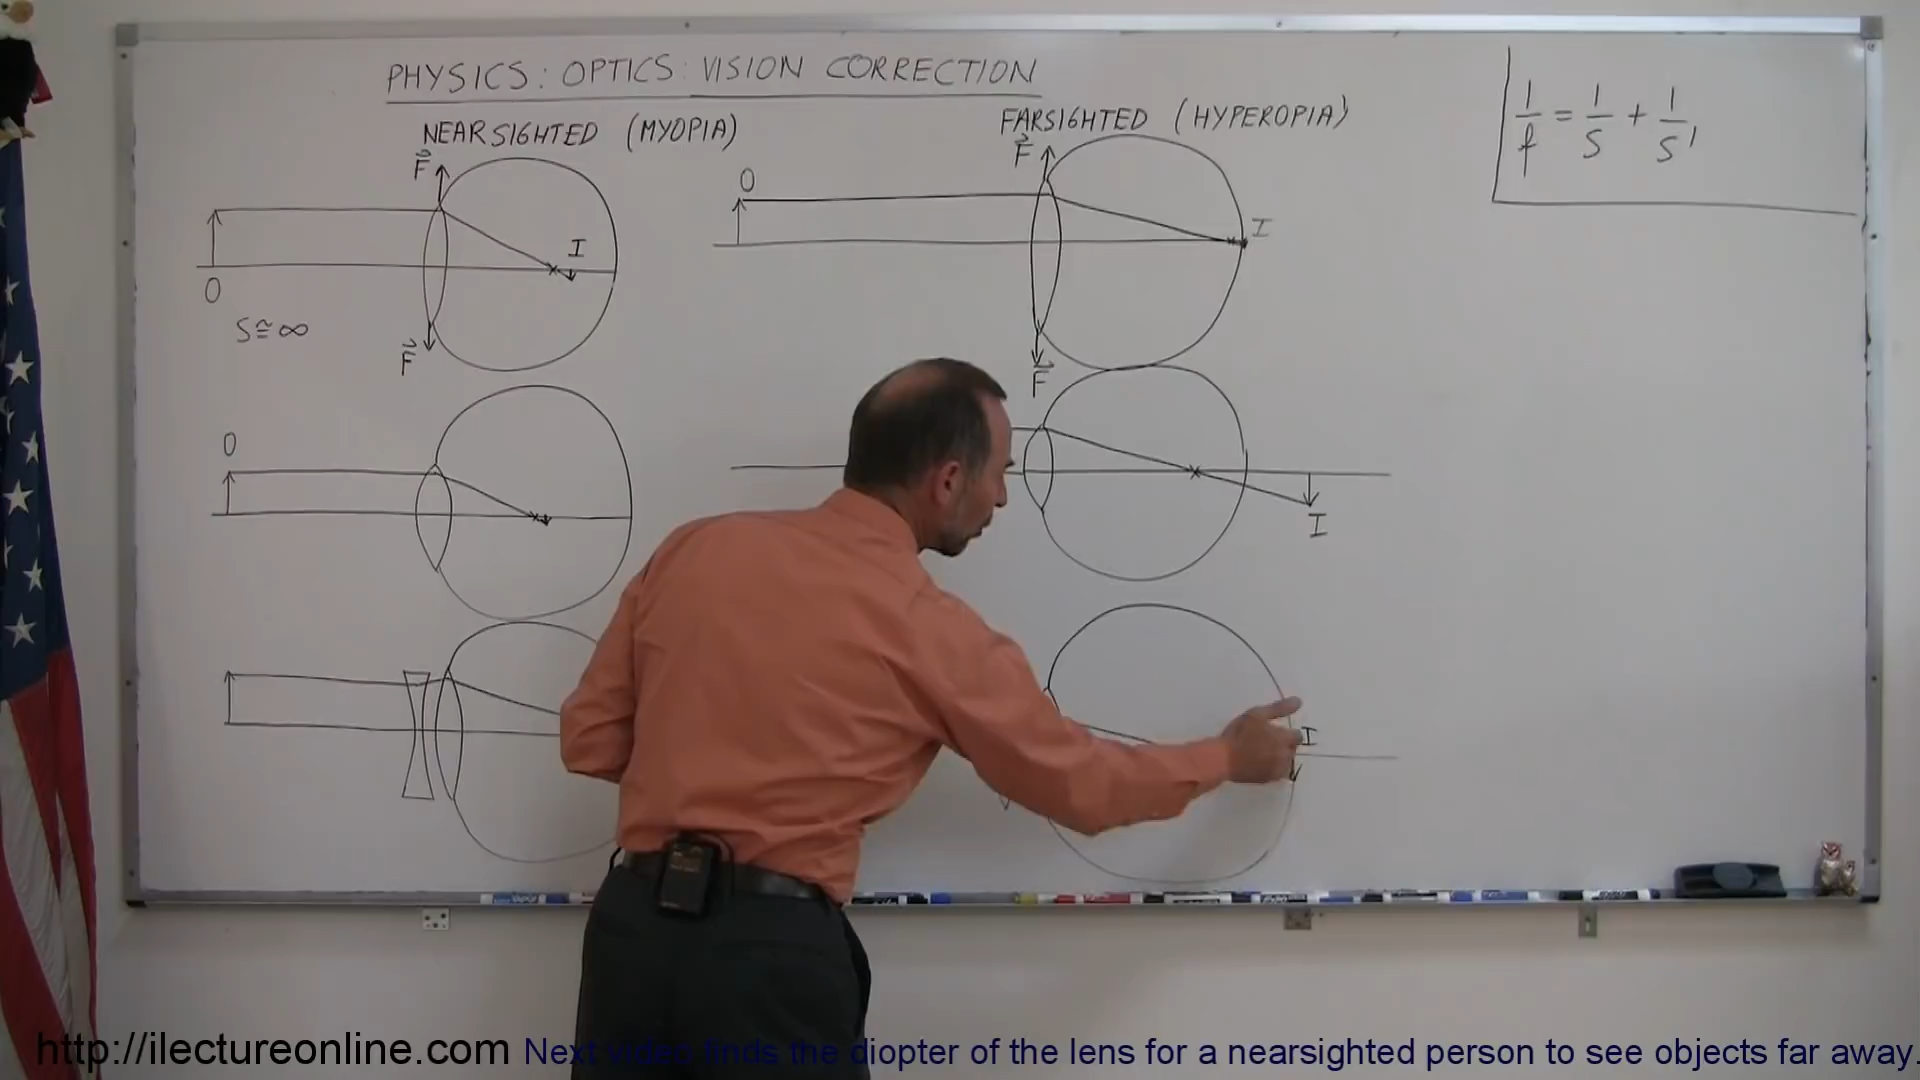 PHYSICS: OPTICS: VISION CORRECTION
NEARSIGHTED (MYOPIA)
FARSIGHTED (HYPEROPIA)
1/f = 1/S + 1/S'
F
O
I
S≅∞
F
F
O
I
F
O
I
I
http://ilectureonline.com Next video finds the diopter of the lens for a nearsighted person to see objects far away.